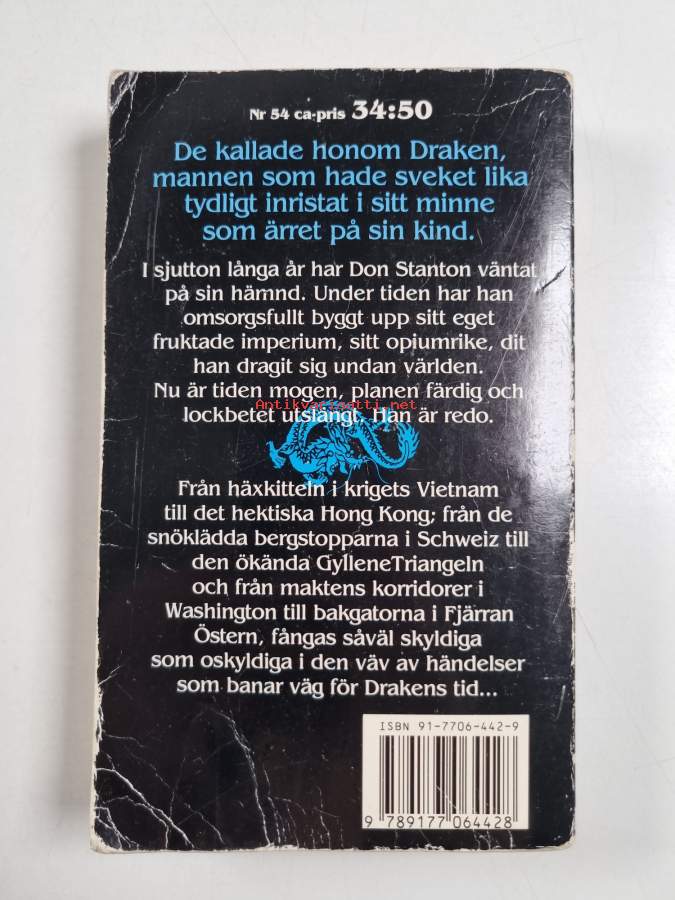 Nr 54 ca-pris 34:50
De kallade honom Draken,
mannen som hade sveket lika
tydligt inristat i sitt minne
som ärret på sin kind.
I sjutton långa år har Don Stanton väntat
på sin hämnd. Under tiden har han
omsorgsfullt byggt upp sitt eget
fruktade imperium, sitt opiumrike, dit
han dragit sig undan världen.
Nu är tiden mogen, planen färdig och
Antikvariaatti.net
lockbetet utslängt. Han är redo.
Från häxkitteln i krigets Vietnam
till det hektiska Hong Kong; från de
snöklädda bergstopparna i Schweiz till
den ökända GylleneTriangeln
och från maktens korridorer i
Washington till bakgatorna i Fjärran
Östern, fångas såväl skyldiga
som oskyldiga i den väv av händelser
som banar väg för Drakens tid...
ISBN 91-7706-442-9
9 789177 064428